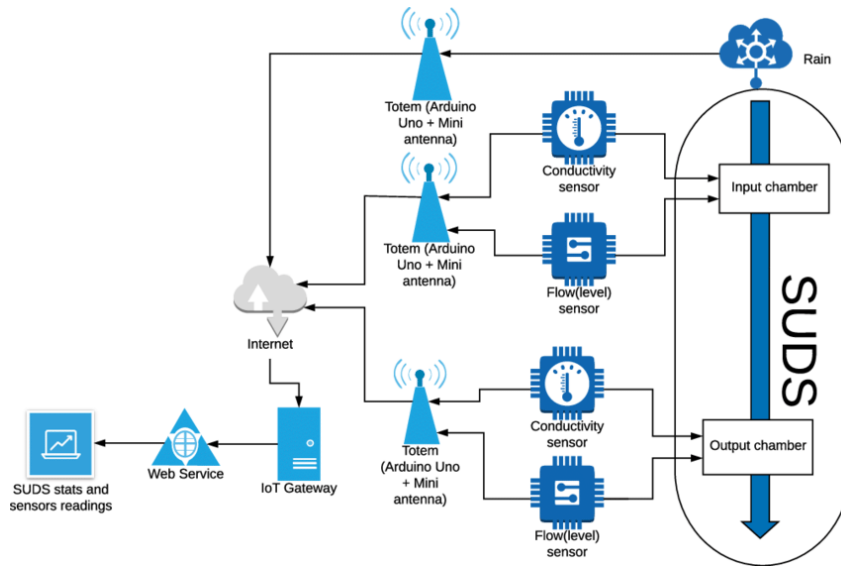 Rain
Totem (Arduino
Uno + Mini
antenna)
Conductivity
sensor
Input chamber
Totem (Arduino
Uno + Mini
antenna)
Flow(level)
sensor
SUDS
Internet
Conductivity
sensor
Output chamber
Totem
(Arduino Uno
+ Mini
antenna)
Flow(level)
sensor
IoT Gateway
Web Service
SUDS stats and
sensors readings